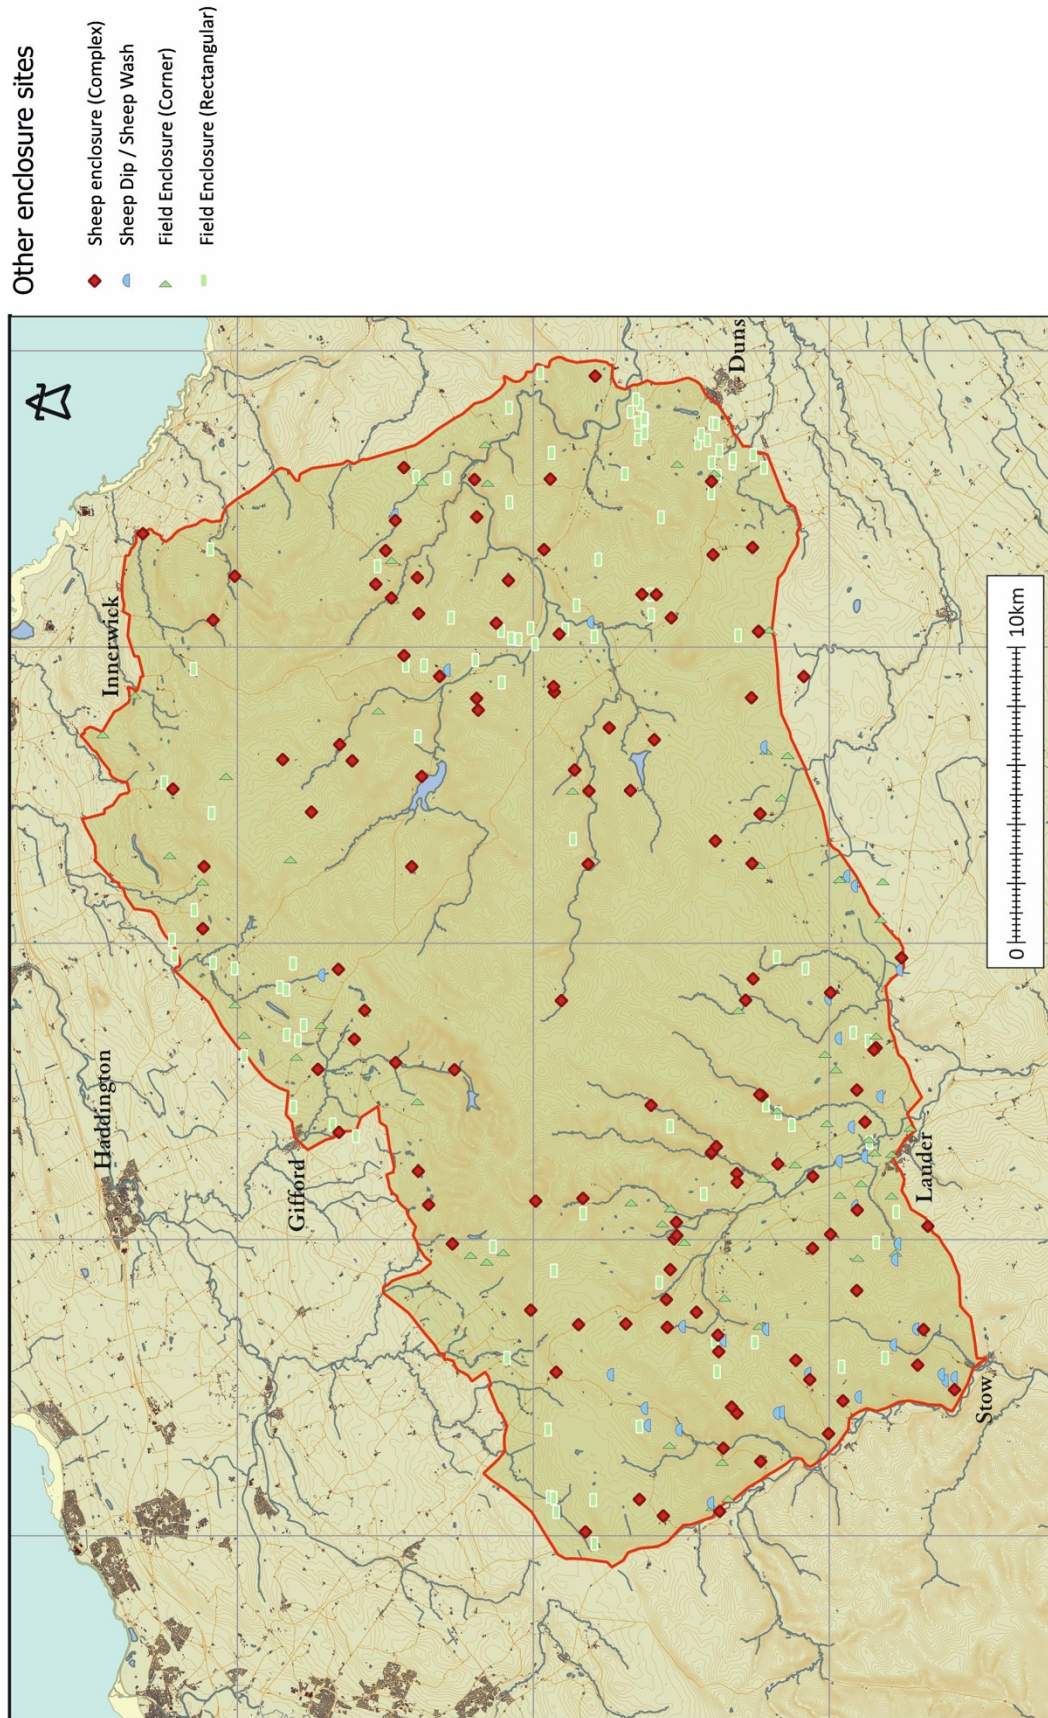 Other enclosure sites
Sheep enclosure (Complex)
Sheep Dip / Sheep Wash
Field Enclosure (Corner)
Field Enclosure (Rectangular)
Innerwick
Haddington
Gifford
Duns
Lauder
Stow
0 10km